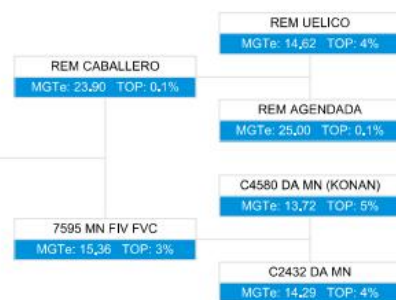 REM UELICO
MGTe: 14,62 TOP: 4%
REM CABALLERO
MGTe: 23.90 TOP: 0.1%
REM AGENDADA
MGTe: 25.00 TOP: 0.1%
C4580 DA MN (KONAN)
MGTe: 13.72 TOP: 5%
7595 MN FIV FVC
MGTe: 15,36 TOP: 3%
C2432 DA MN
MGTe: 14.29 TOP: 4%